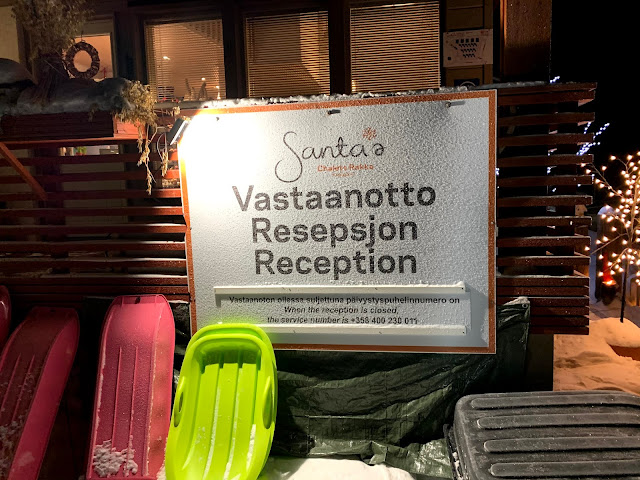 Santa's
Chalets Rakka
Vastaanotto
Resepsjon
Reception
Vastaanoton ollessa suljettuna päivystyspuhelinnumero on
When the reception is closed,
the service number is +358 400 230 011